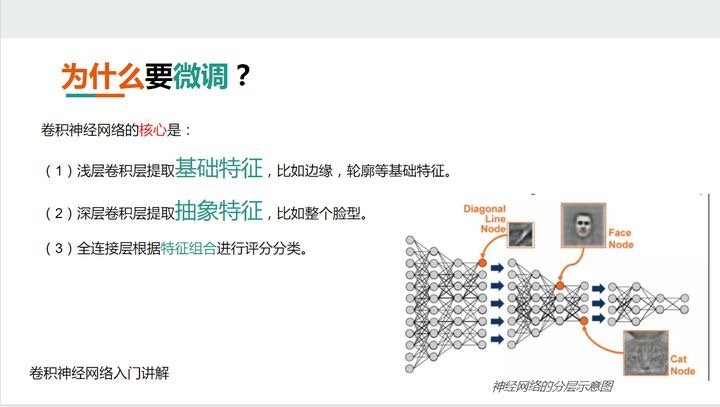 为什么要微调？
卷积神经网络的核心是：
（1）浅层卷积层提取基础特征，比如边缘，轮廓等基础特征。
（2）深层卷积层提取抽象特征，比如整个脸型。
（3）全连接层根据特征组合进行评分分类。
Diagonal
Line
Node
Face
Node
Cat
Node
神经网络的分层示意图
卷积神经网络入门讲解